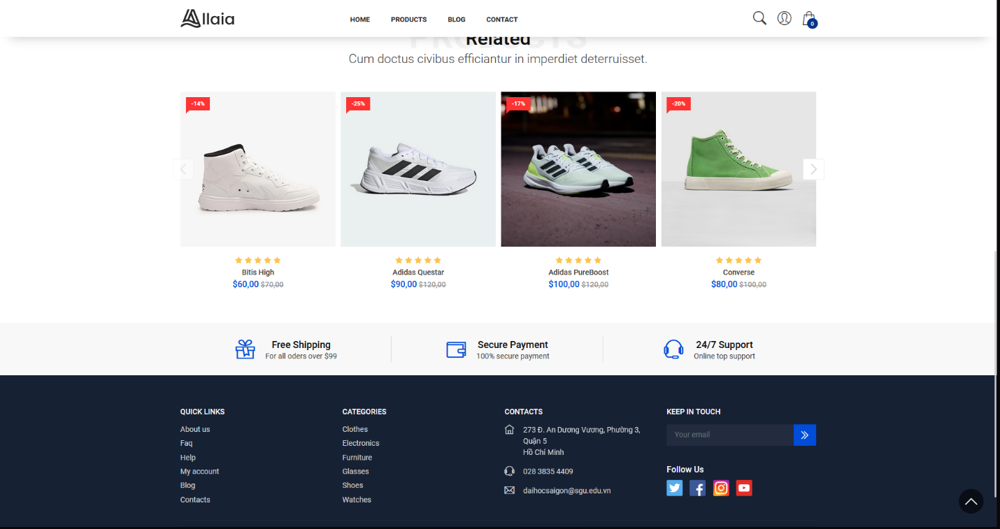 Allaia
HOME PRODUCTS BLOG CONTACT
0
PRODUCTS
Related
Cum doctus civibus efficiantur in imperdiet deterruisset.
-14% -25% -17% -20%
Bitis High Adidas Questar Adidas PureBoost Converse
$60,00 $70,00 $90,00 $120,00 $100,00 $120,00 $80,00 $100,00
Free Shipping
For all oders over $99
Secure Payment
100% secure payment
24/7 Support
Online top support
QUICK LINKS
About us
Faq
Help
My account
Blog
Contacts
CATEGORIES
Clothes
Electronics
Furniture
Glasses
Shoes
Watches
CONTACTS
273 Đ. An Dương Vương, Phường 3,
Quận 5
Hồ Chí Minh
028 3835 4409
daihocsaigon@sgu.edu.vn
KEEP IN TOUCH
Your email
Follow Us